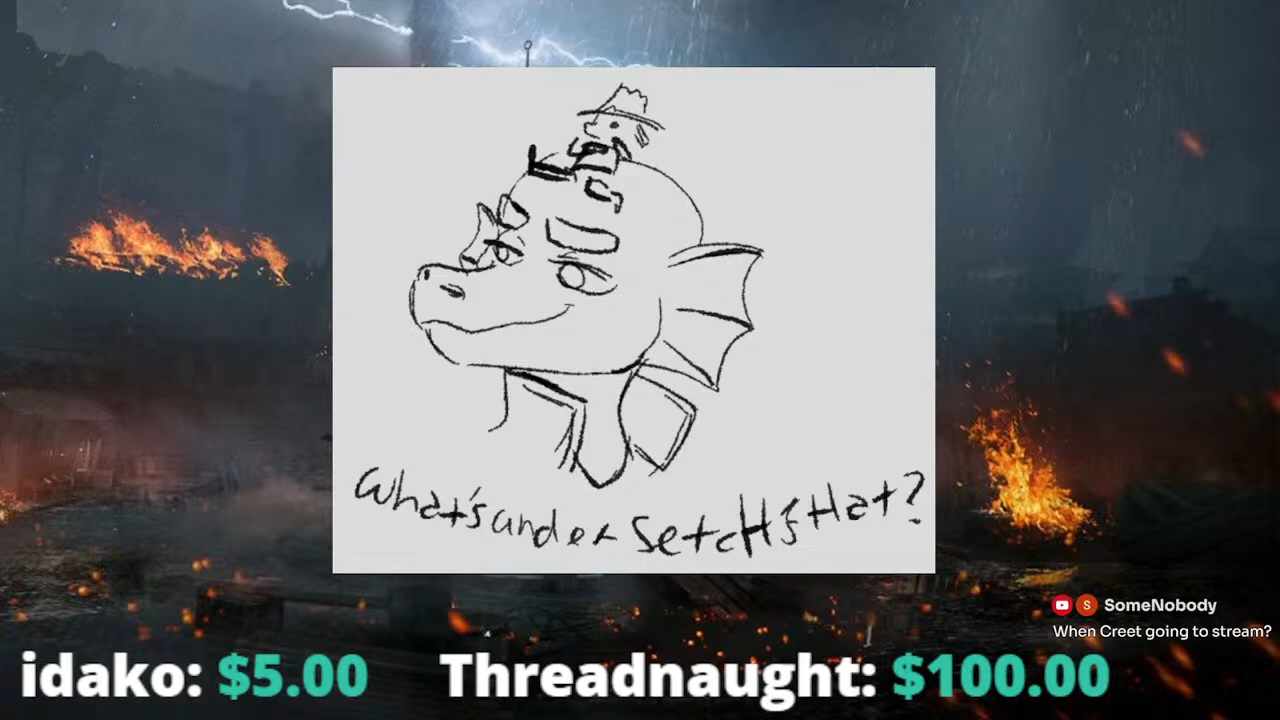 What's under SetcH's Hat?
S SomeNobody
When Creet going to stream?
idako: $5.00 Threadnaught: $100.00